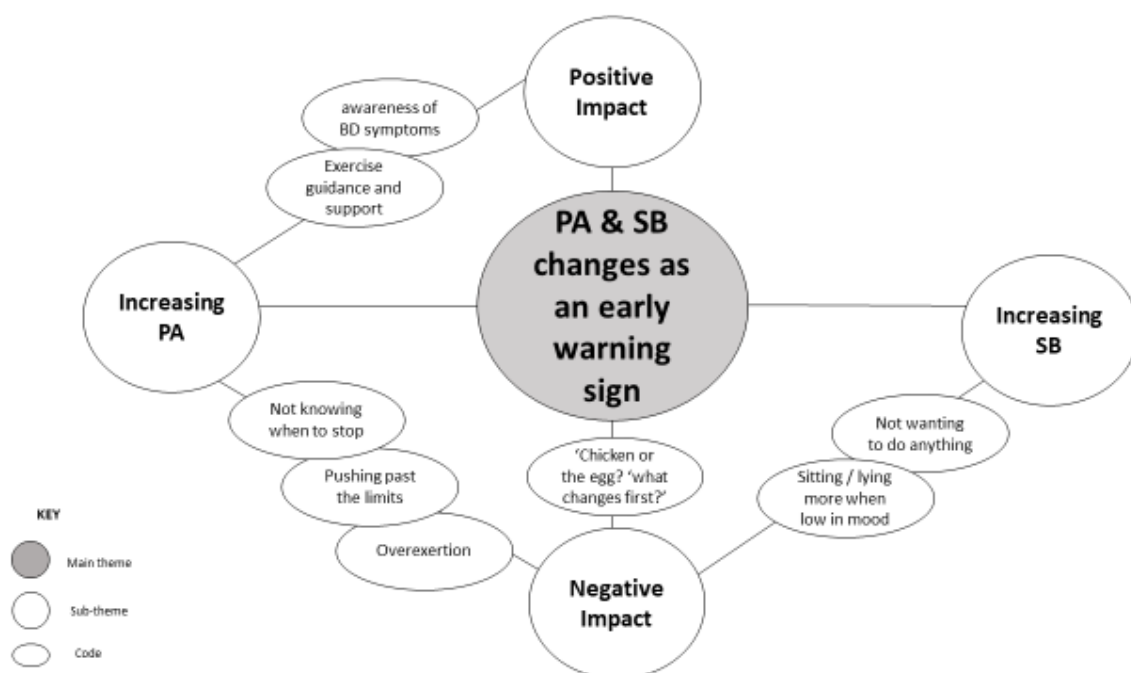 Positive
Impact
awareness of
BD symptoms
Exercise
guidance and
support
PA & SB
changes as
an early
warning
sign
Increasing
PA
Increasing
SB
Not knowing
when to stop
Pushing past
the limits
Overexertion
'Chicken or
the egg? 'what
changes first?'
Not wanting
to do anything
Sitting / lying
more when
low in mood
Negative
Impact
KEY
Main theme
Sub-theme
Code